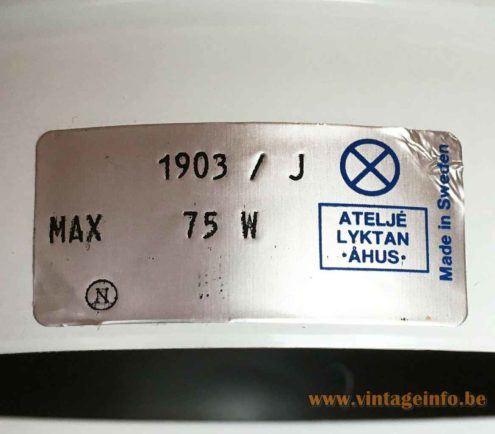 1903 / J
MAX 75 W
N
ATELJÉ
LYKTAN
·ÅHUS·
Made in Sweden
www.vintageinfo.be